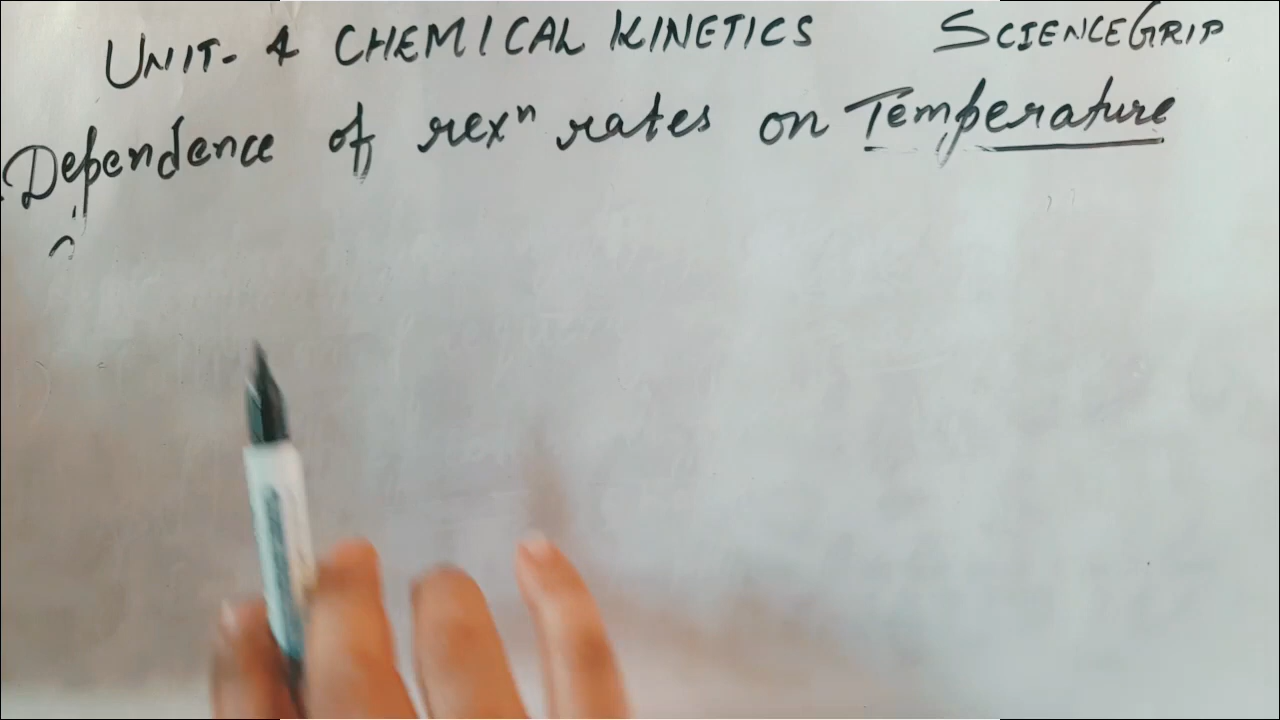 UNIT- 4 CHEMICAL KINETICS SCIENCEGRIP
Dependence of rexⁿ rates on Temperature